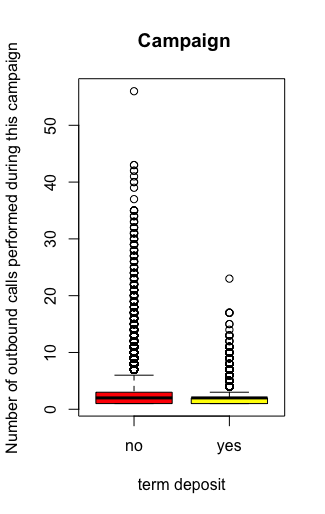 Campaign
Number of outbound calls performed during this campaign
50
40
30
20
10
0
no yes
term deposit